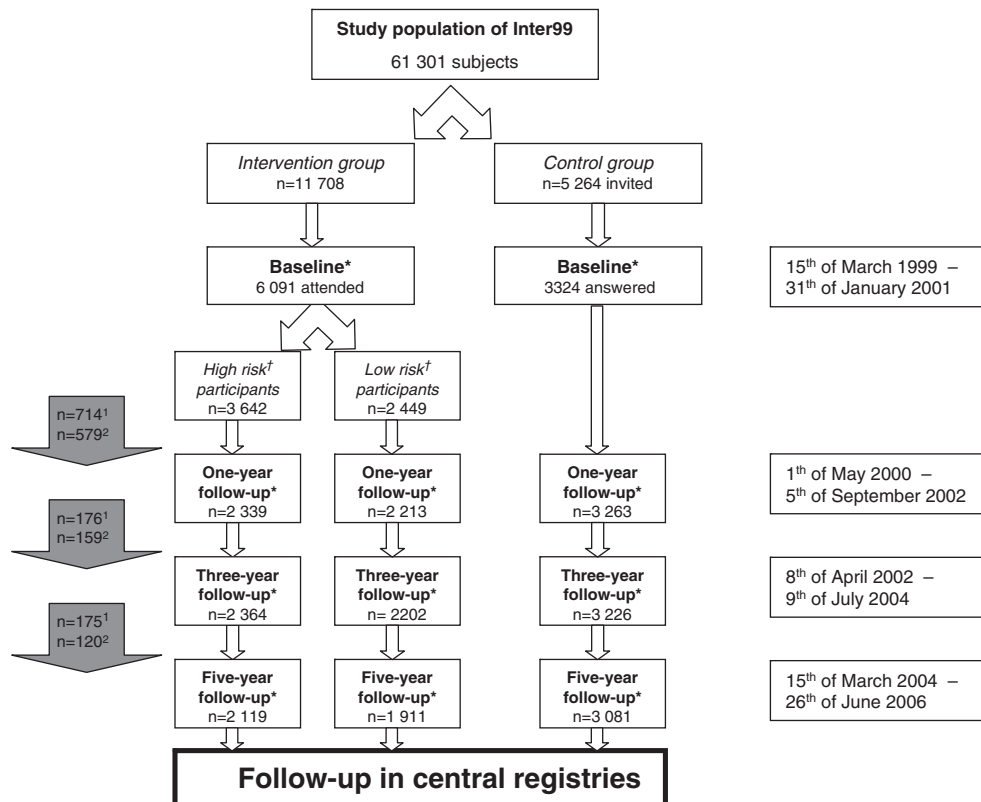 Study population of Inter99
61 301 subjects
Intervention group
n=11 708
Control group
n=5 264 invited
Baseline*
6 091 attended
Baseline*
3324 answered
15th of March 1999 –
31th of January 2001
High risk†
participants
n=3 642
Low risk†
participants
n=2 449
n=714¹
n=579²
One-year
follow-up*
n=2 339
One-year
follow-up*
n=2 213
One-year
follow-up*
n=3 263
1th of May 2000 –
5th of September 2002
n=176¹
n=159²
Three-year
follow-up*
n=2 364
Three-year
follow-up*
n= 2202
Three-year
follow-up*
n=3 226
8th of April 2002 –
9th of July 2004
n=175¹
n=120²
Five-year
follow-up*
n=2 119
Five-year
follow-up*
n=1 911
Five-year
follow-up*
n=3 081
15th of March 2004 –
26th of June 2006
Follow-up in central registries